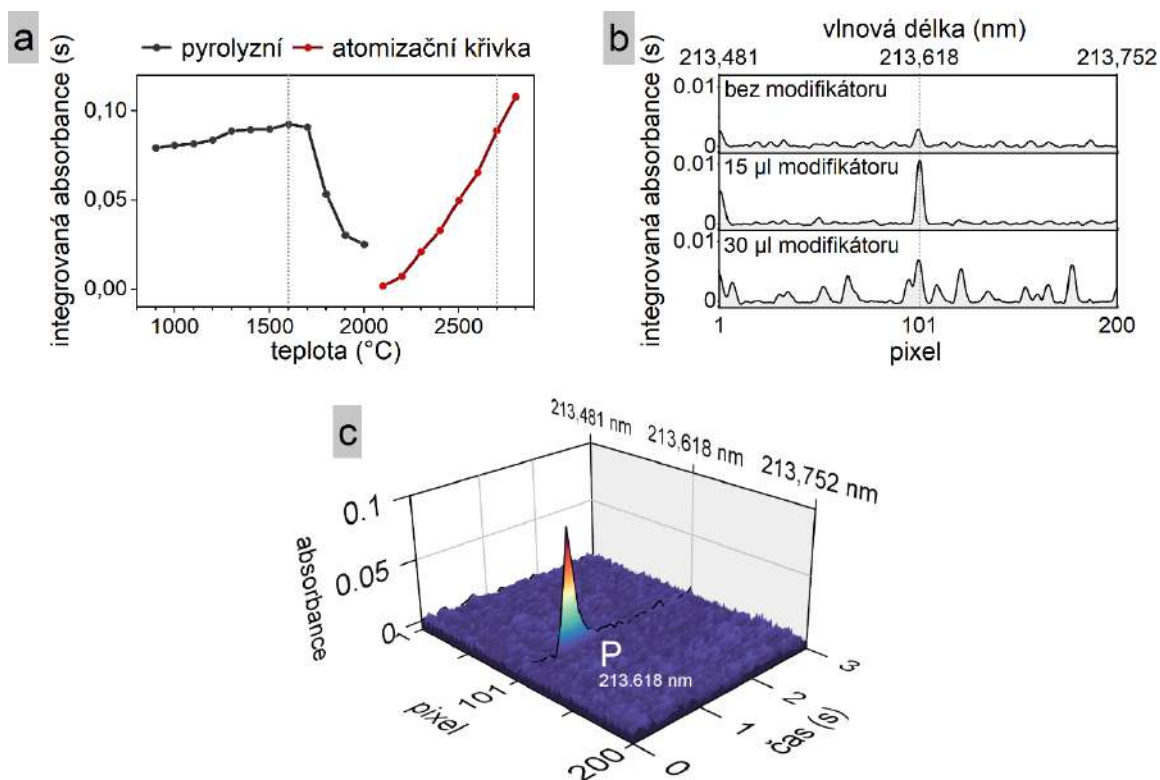 a
pyrolyzní
atomizační křivka
integrovaná absorbance (s)
0,10
0,05
0,00
1000 1500 2000 2500
teplota (°C)
b
vlnová délka (nm)
213,481 213,618 213,752
integrovaná absorbance (s)
0.01
bez modifikátoru
0
0.01
15 µl modifikátoru
0
0.01
30 µl modifikátoru
0
1 101 200
pixel
c
213,481 nm
213,618 nm
213,752 nm
0.1
0.05
0
absorbance
1
101
200
pixel
P
213.618 nm
0
1
2
3
čas (s)